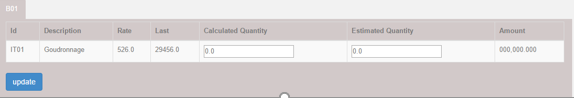 BD1
Id Description Rate Last Calculated Quantity Estimated Quantity Amount
IT01 Goudronnage 526.0 29456.0 0.0 0.0 000,000.000
update